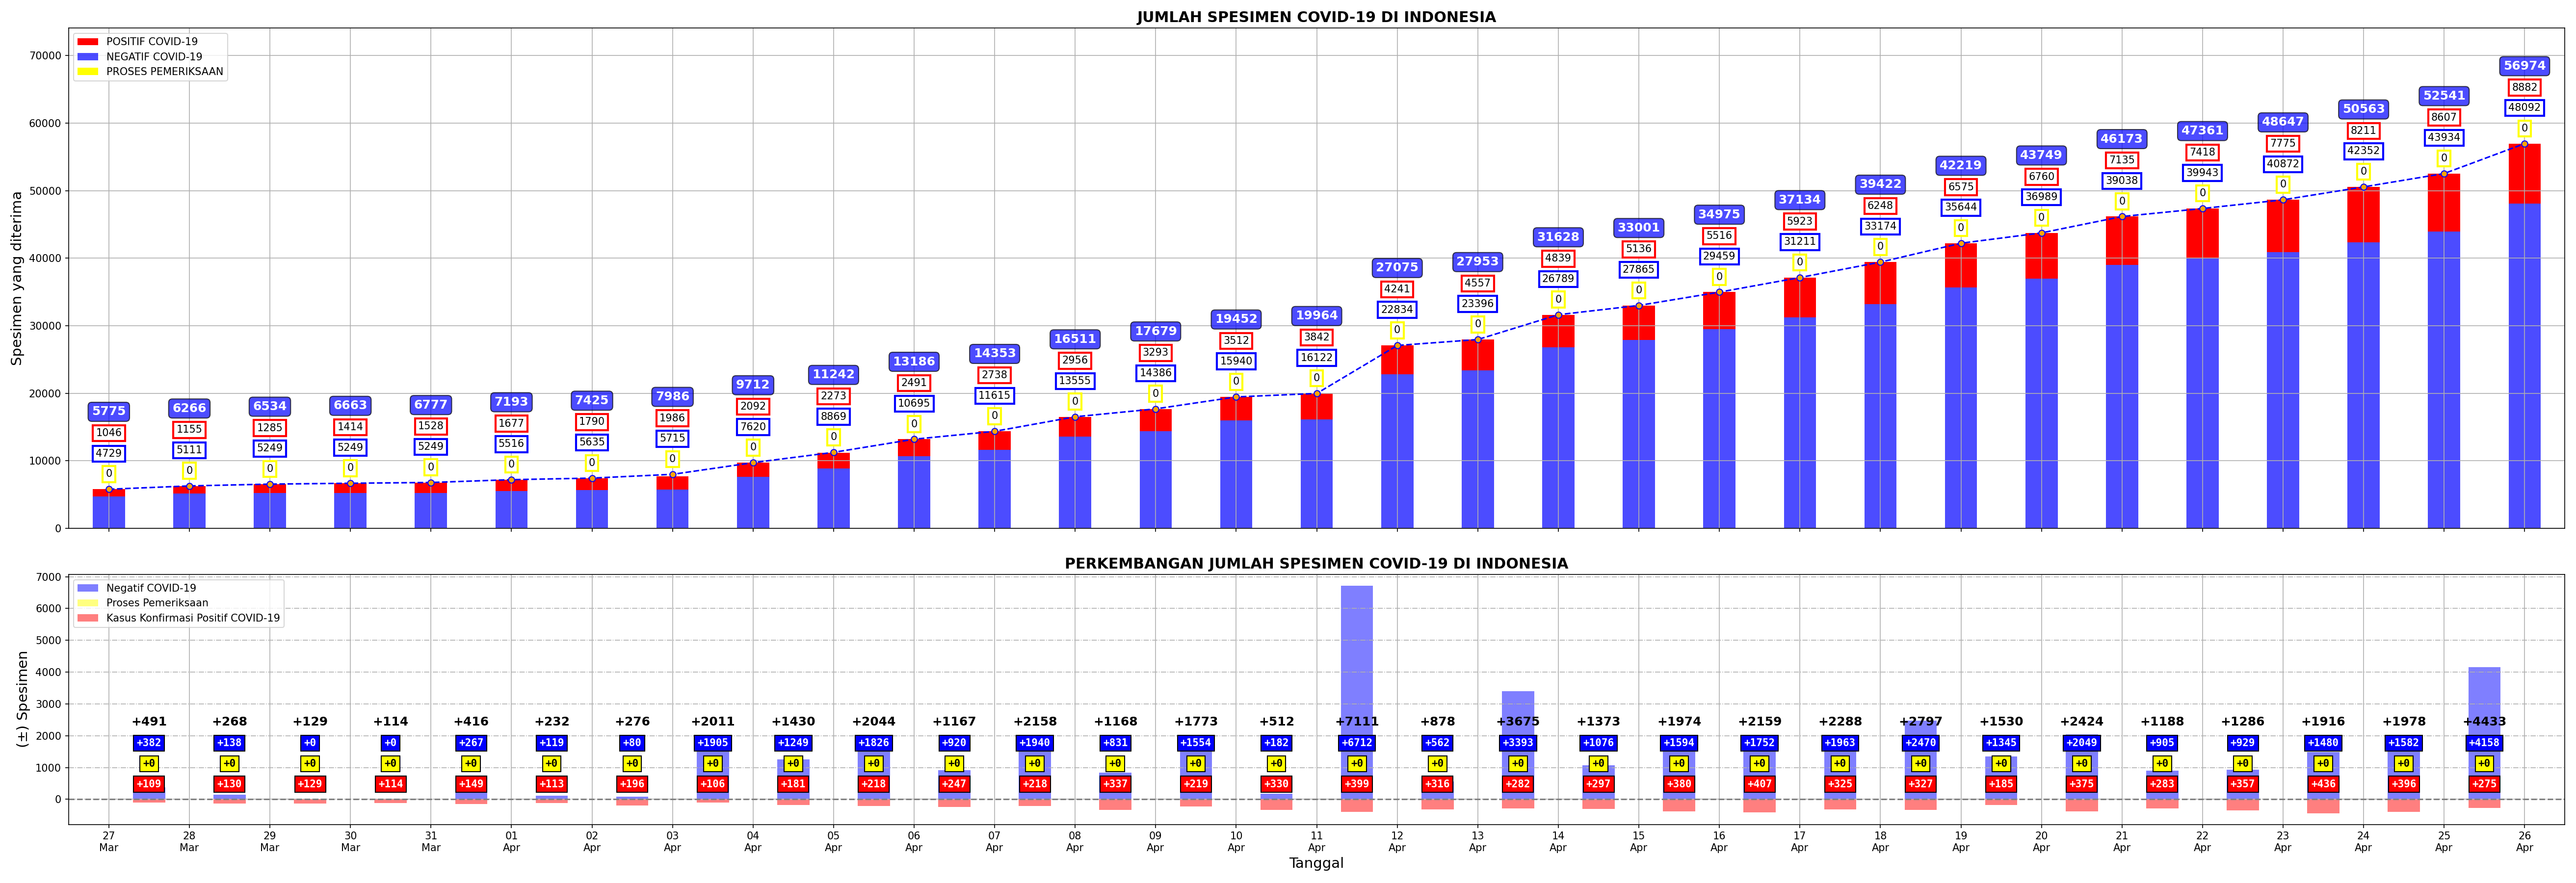 JUMLAH SPESIMEN COVID-19 DI INDONESIA
POSITIF COVID-19
NEGATIF COVID-19
PROSES PEMERIKSAAN
Spesimen yang diterima
70000
60000
50000
40000
30000
20000
10000
0
5775 6266 6534 6663 6777 7193 7425 7986 9712 11242 13186 14353 16511 17679 19452 19964 27075 27953 31628 33001 34975 37134 39422 42219 43749 46173 47361 48647 50563 52541 56974
1046 1155 1285 1414 1528 1677 1790 1986 2092 2273 2491 2738 2956 3293 3512 3842 4241 4557 4839 5136 5516 5923 6248 6575 6760 7135 7418 7775 8211 8607 8882
4729 5111 5249 5249 5249 5516 5635 5715 7620 8869 10695 11615 13555 14386 15940 16122 22834 23396 26789 27865 29459 31211 33174 35644 36989 39038 39943 40872 42352 43934 48092
0 0 0 0 0 0 0 0 0 0 0 0 0 0 0 0 0 0 0 0 0 0 0 0 0 0 0 0 0 0 0
PERKEMBANGAN JUMLAH SPESIMEN COVID-19 DI INDONESIA
Negatif COVID-19
Proses Pemeriksaan
Kasus Konfirmasi Positif COVID-19
(±) Spesimen
7000
6000
5000
4000
3000
2000
1000
0
+491 +268 +129 +114 +416 +232 +276 +2011 +1430 +2044 +1167 +2158 +1168 +1773 +512 +7111 +878 +3675 +1373 +1974 +2159 +2288 +2797 +1530 +2424 +1188 +1286 +1916 +1978 +4433
+382 +138 +0 +0 +267 +119 +80 +1905 +1249 +1826 +920 +1940 +831 +1554 +182 +6712 +562 +3393 +1076 +1594 +1752 +1963 +2470 +1345 +2049 +905 +929 +1480 +1582 +4158
+0 +0 +0 +0 +0 +0 +0 +0 +0 +0 +0 +0 +0 +0 +0 +0 +0 +0 +0 +0 +0 +0 +0 +0 +0 +0 +0 +0 +0 +0
+109 +130 +129 +114 +149 +113 +196 +106 +181 +218 +247 +218 +337 +219 +330 +399 +316 +282 +297 +380 +407 +325 +327 +185 +375 +283 +357 +436 +396 +275
27 28 29 30 31 01 02 03 04 05 06 07 08 09 10 11 12 13 14 15 16 17 18 19 20 21 22 23 24 25 26
Mar Mar Mar Mar Mar Apr Apr Apr Apr Apr Apr Apr Apr Apr Apr Apr Apr Apr Apr Apr Apr Apr Apr Apr Apr Apr Apr Apr Apr Apr Apr
Tanggal